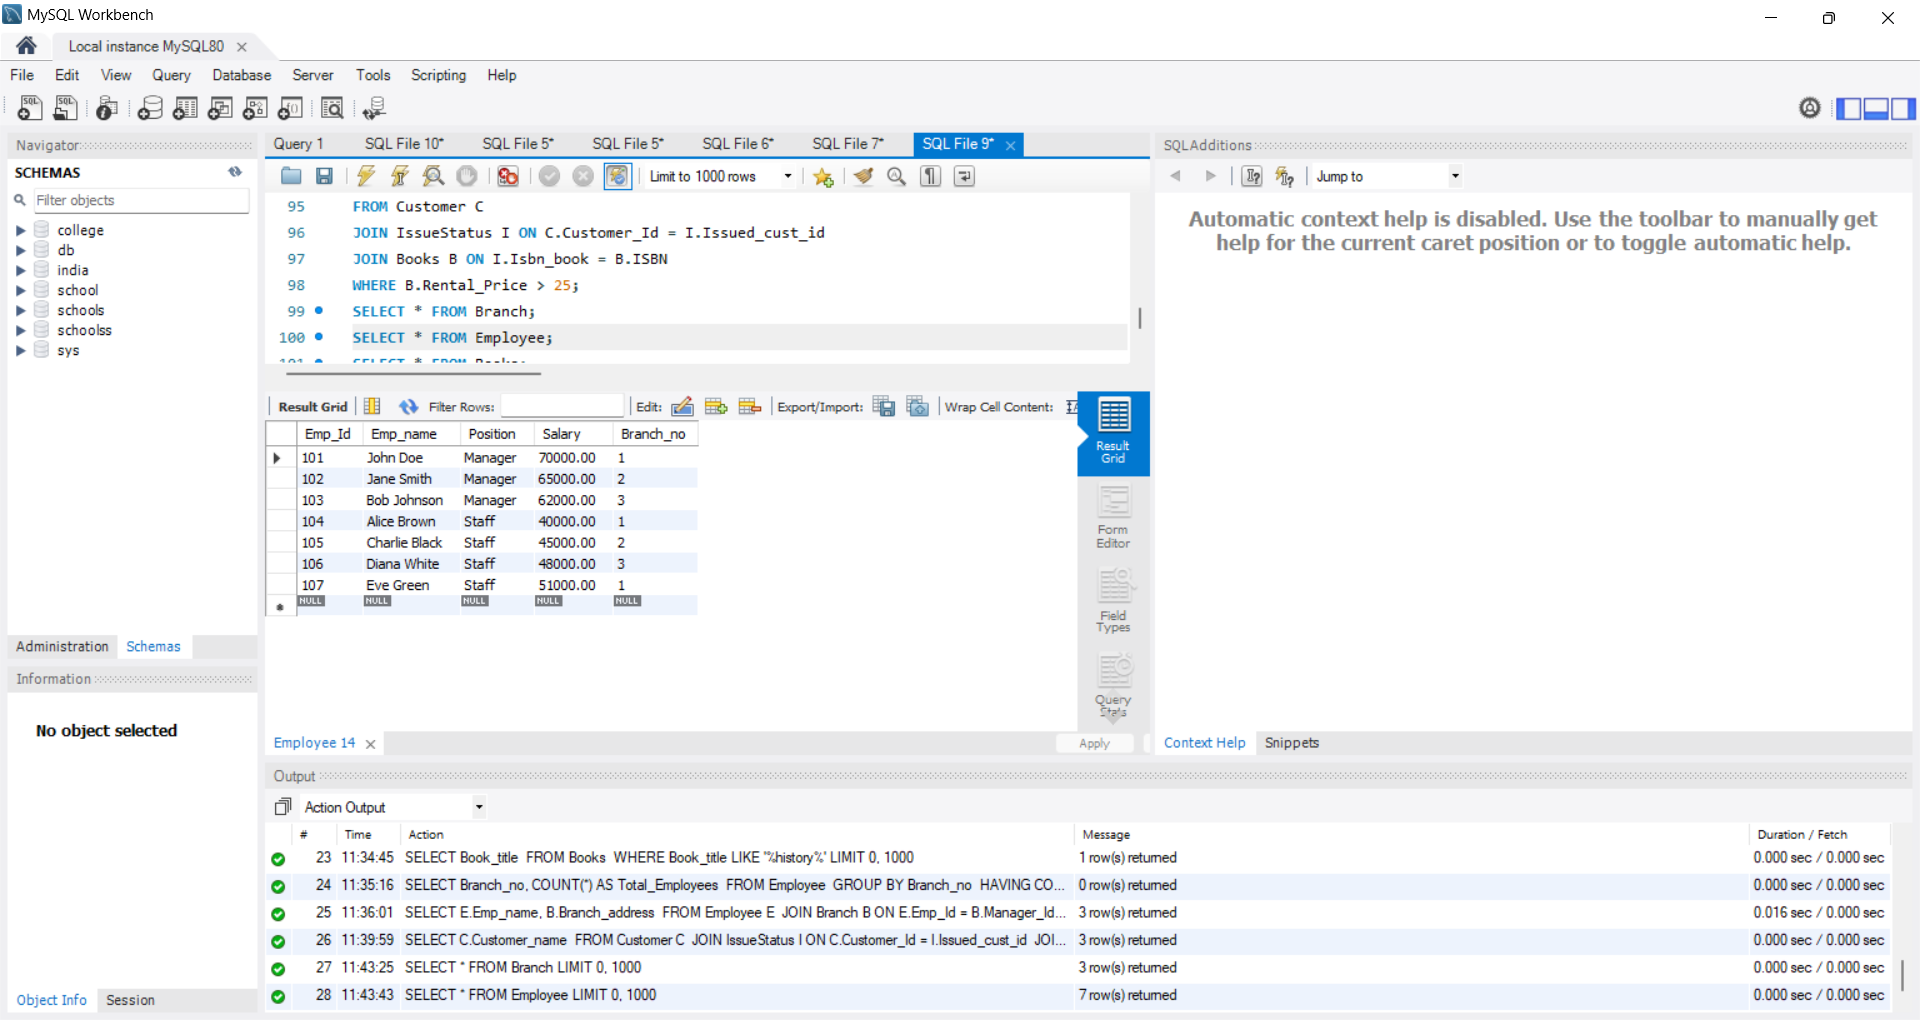 MySQL Workbench
Local instance MySQL80
File Edit View Query Database Server Tools Scripting Help
Navigator
SCHEMAS
Filter objects
college
db
india
school
schools
schoolss
sys
Administration Schemas
Information
No object selected
Object Info Session
Query 1 SQL File 10* SQL File 5* SQL File 5* SQL File 6* SQL File 7* SQL File 9*
Limit to 1000 rows
95 FROM Customer C
96 JOIN IssueStatus I ON C.Customer_Id = I.Issued_cust_id
97 JOIN Books B ON I.Isbn_book = B.ISBN
98 WHERE B.Rental_Price > 25;
99 SELECT * FROM Branch;
100 SELECT * FROM Employee;
101 SELECT * FROM Books;
Result Grid Filter Rows: Edit: Export/Import: Wrap Cell Content:
Emp_Id Emp_name Position Salary Branch_no
101 John Doe Manager 70000.00 1
102 Jane Smith Manager 65000.00 2
103 Bob Johnson Manager 62000.00 3
104 Alice Brown Staff 40000.00 1
105 Charlie Black Staff 45000.00 2
106 Diana White Staff 48000.00 3
107 Eve Green Staff 51000.00 1
NULL NULL NULL NULL NULL
Result
Grid
Form
Editor
Field
Types
Query
Stats
Employee 14
Apply
SQLAdditions
Jump to
Automatic context help is disabled. Use the toolbar to manually get
help for the current caret position or to toggle automatic help.
Context Help Snippets
Output
Action Output
# Time Action Message Duration / Fetch
23 11:34:45 SELECT Book_title FROM Books WHERE Book_title LIKE '%history%' LIMIT 0, 1000 1 row(s) returned 0.000 sec / 0.000 sec
24 11:35:16 SELECT Branch_no, COUNT(*) AS Total_Employees FROM Employee GROUP BY Branch_no HAVING CO... 0 row(s) returned 0.000 sec / 0.000 sec
25 11:36:01 SELECT E.Emp_name, B.Branch_address FROM Employee E JOIN Branch B ON E.Emp_Id = B.Manager_Id... 3 row(s) returned 0.016 sec / 0.000 sec
26 11:39:59 SELECT C.Customer_name FROM Customer C JOIN IssueStatus I ON C.Customer_Id = I.Issued_cust_id JOI... 3 row(s) returned 0.000 sec / 0.000 sec
27 11:43:25 SELECT * FROM Branch LIMIT 0, 1000 3 row(s) returned 0.000 sec / 0.000 sec
28 11:43:43 SELECT * FROM Employee LIMIT 0, 1000 7 row(s) returned 0.000 sec / 0.000 sec